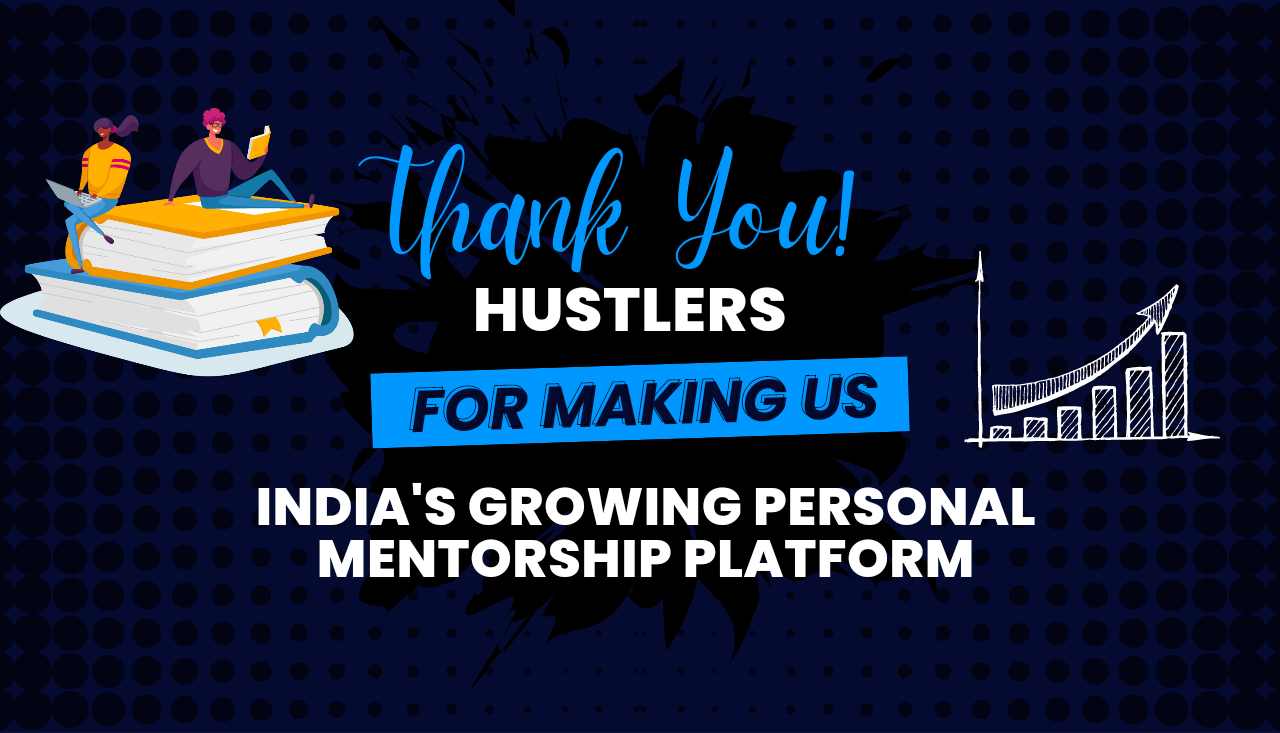 Thank You!
HUSTLERS
FOR MAKING US
INDIA'S GROWING PERSONAL
MENTORSHIP PLATFORM